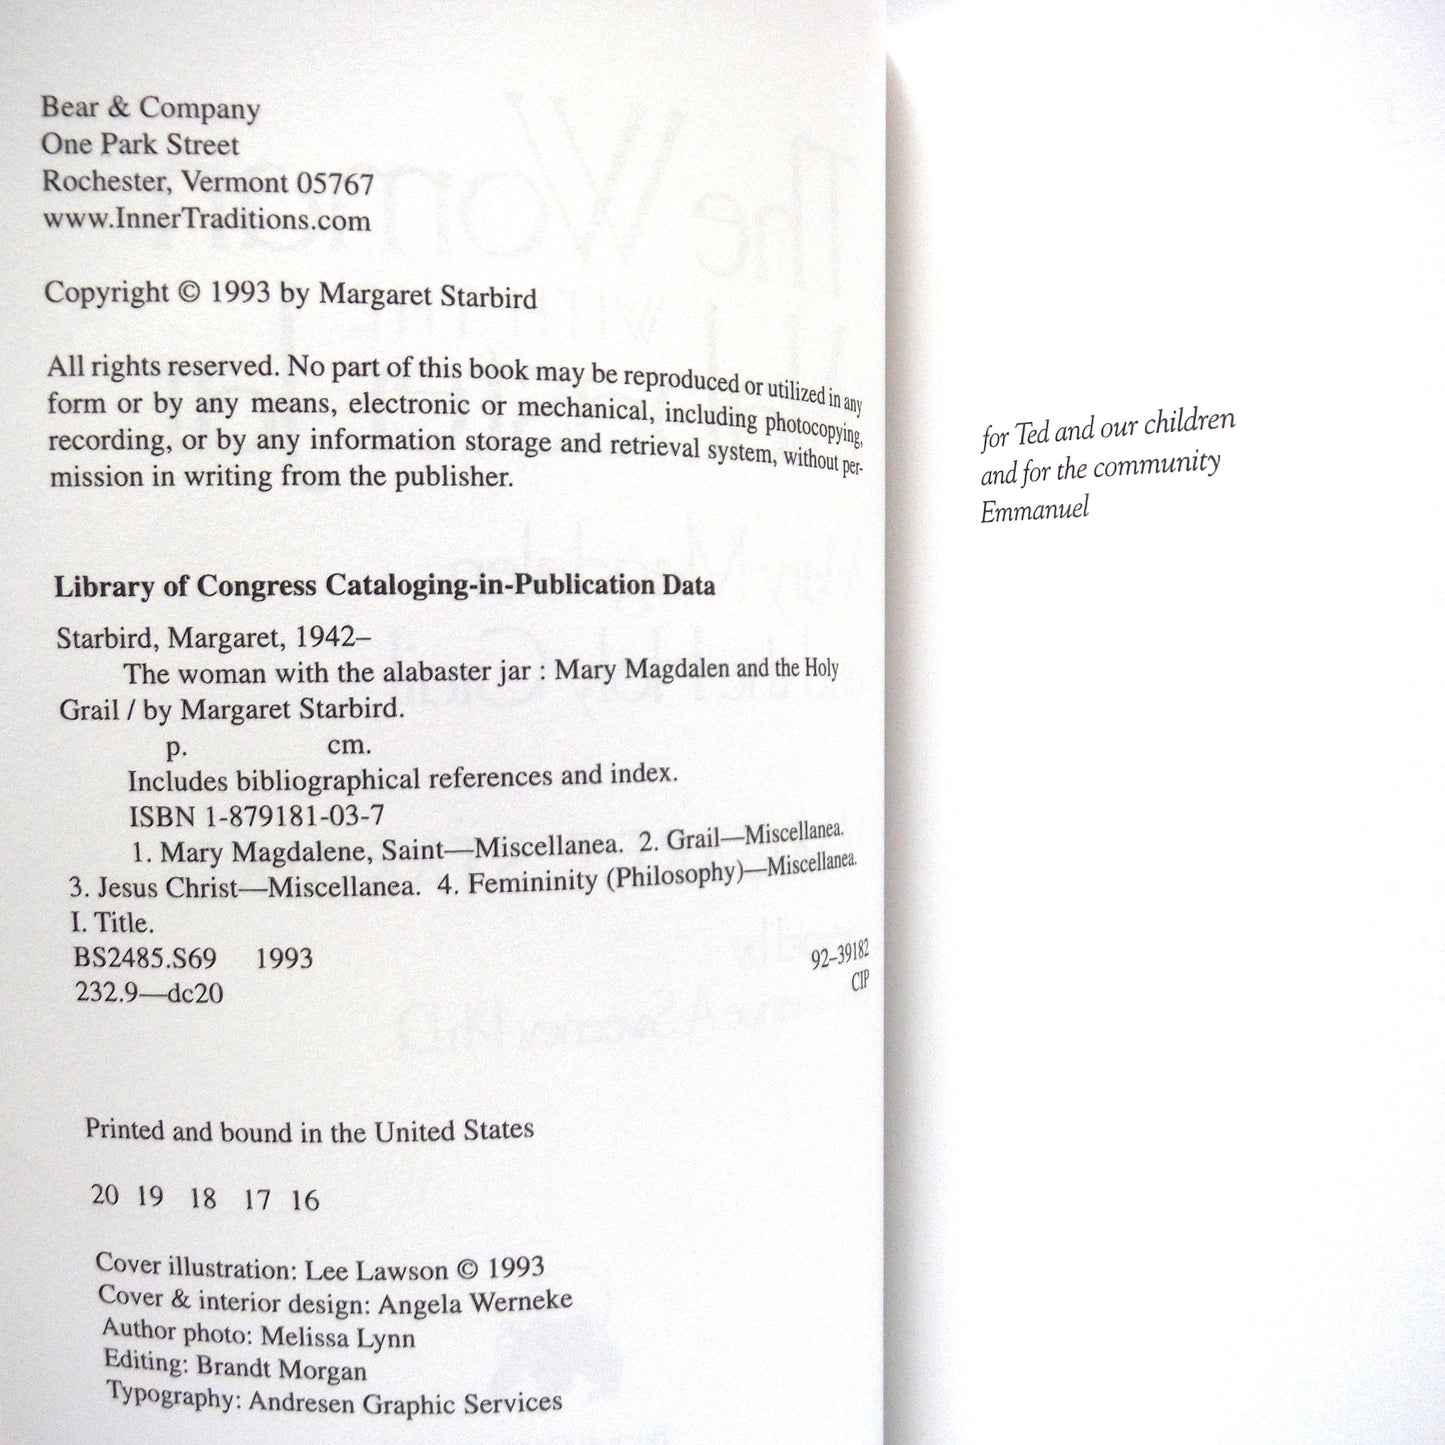 Bear & Company
One Park Street
Rochester, Vermont 05767
www.InnerTraditions.com
Copyright © 1993 by Margaret Starbird
All rights reserved. No part of this book may be reproduced or utilized in any
form or by any means, electronic or mechanical, including photocopying,
recording, or by any information storage and retrieval system, without per-
mission in writing from the publisher.
Library of Congress Cataloging-in-Publication Data
Starbird, Margaret, 1942–
The woman with the alabaster jar : Mary Magdalen and the Holy
Grail / by Margaret Starbird.
p. cm.
Includes bibliographical references and index.
ISBN 1-879181-03-7
1. Mary Magdalene, Saint—Miscellanea. 2. Grail—Miscellanea.
3. Jesus Christ—Miscellanea. 4. Femininity (Philosophy)—Miscellanea.
I. Title.
BS2485.S69 1993
92–39182
232.9—dc20
CIP
Printed and bound in the United States
20 19 18 17 16
Cover illustration: Lee Lawson © 1993
Cover & interior design: Angela Werneke
Author photo: Melissa Lynn
Editing: Brandt Morgan
Typography: Andresen Graphic Services
for Ted and our children
and for the community
Emmanuel